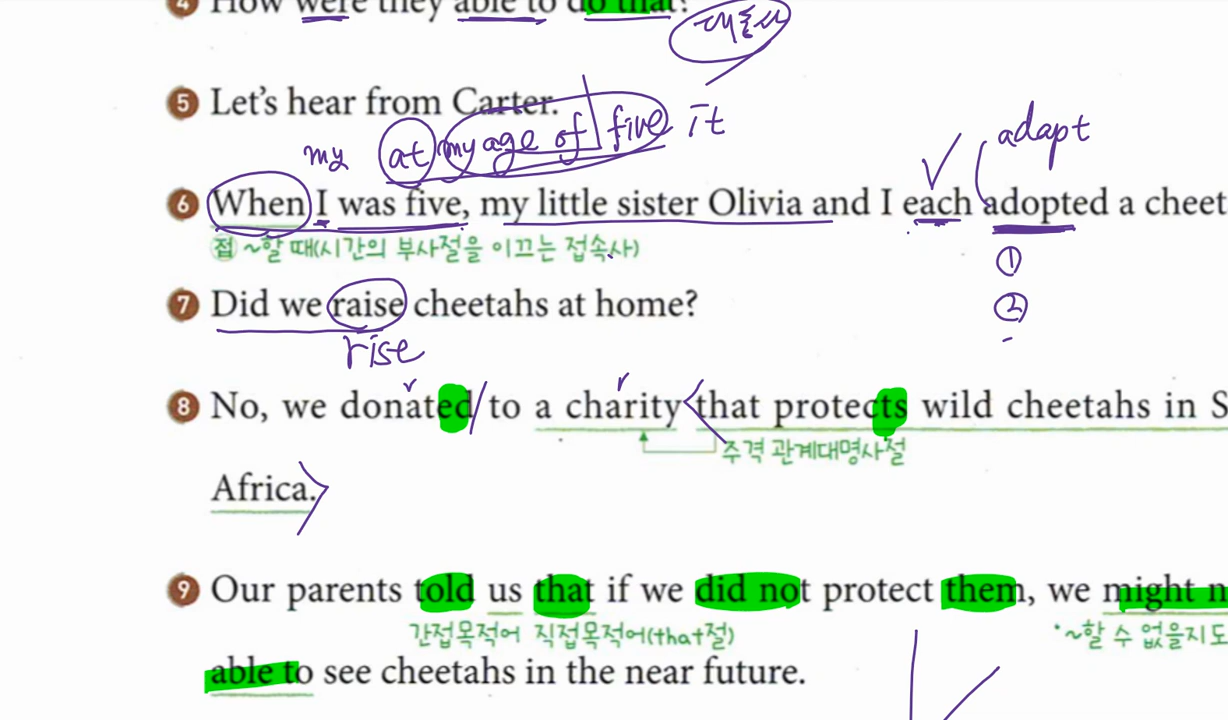 4 How were they able to do that?
대동사
5 Let's hear from Carter.
my at my age of five it
adapt
6 When I was five, my little sister Olivia and I each adopted a cheet
접 ~할 때(시간의 부사절을 이끄는 접속사)
①
②
7 Did we raise cheetahs at home?
rise
8 No, we donated to a charity that protects wild cheetahs in S
주격 관계대명사절
Africa.
9 Our parents told us that if we did not protect them, we might n
간접목적어 직접목적어(that절) ~할 수 없을지도
able to see cheetahs in the near future.